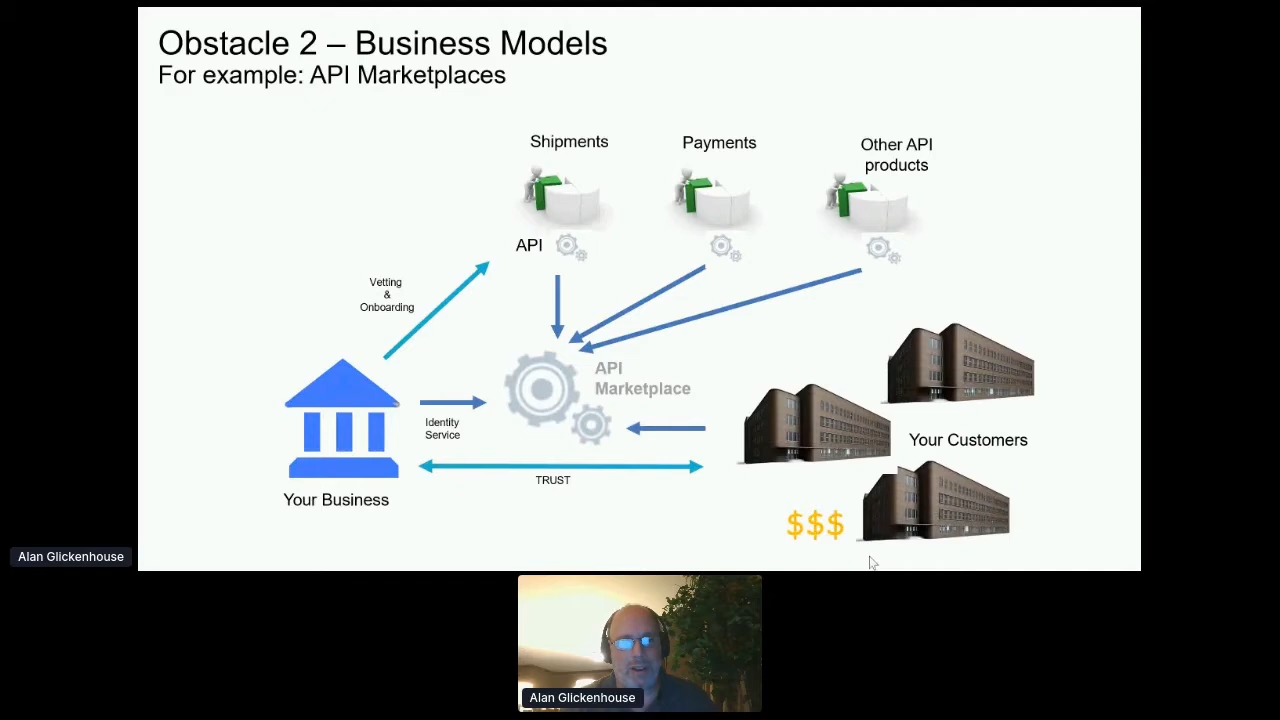 Obstacle 2 – Business Models
For example: API Marketplaces
Shipments
Payments
Other API
products
API
Vetting
&
Onboarding
API
Marketplace
Identity
Service
Your Customers
TRUST
Your Business
$$$
Alan Glickenhouse
Alan Glickenhouse